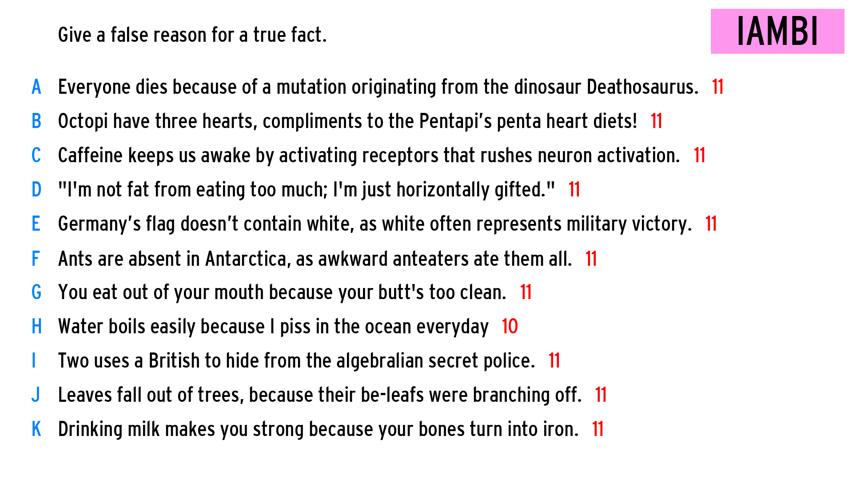 Give a false reason for a true fact.
IAMBI
A Everyone dies because of a mutation originating from the dinosaur Deathosaurus. 11
B Octopi have three hearts, compliments to the Pentapi's penta heart diets! 11
C Caffeine keeps us awake by activating receptors that rushes neuron activation. 11
D "I'm not fat from eating too much; I'm just horizontally gifted." 11
E Germany's flag doesn't contain white, as white often represents military victory. 11
F Ants are absent in Antarctica, as awkward anteaters ate them all. 11
G You eat out of your mouth because your butt's too clean. 11
H Water boils easily because I piss in the ocean everyday 10
I Two uses a British to hide from the algebralian secret police. 11
J Leaves fall out of trees, because their be-leafs were branching off. 11
K Drinking milk makes you strong because your bones turn into iron. 11